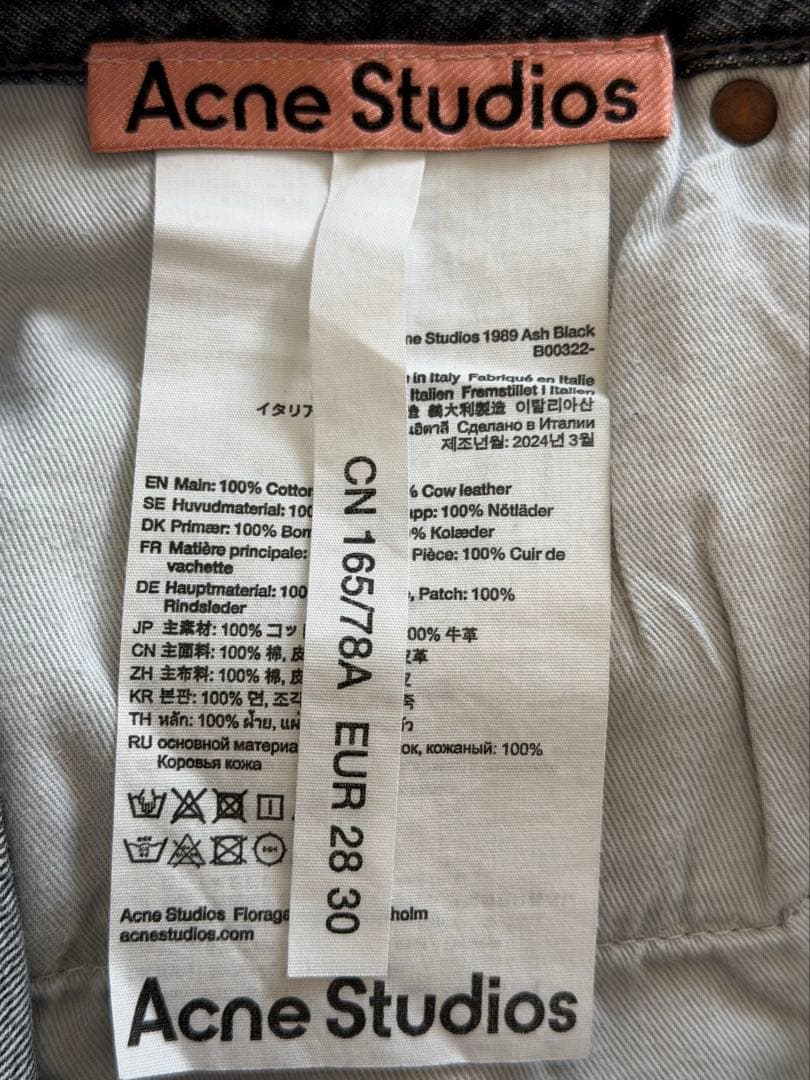 Acne Studios
ne Studios 1989 Ash Black
B00322-
in Italy Fabriqué en Italie
Italien Fremstillet i Italien
イタリア 義大利製造 이탈리아산
Сделано в Италии
제조년월: 2024년 3월
EN Main: 100% Cotton % Cow leather
SE Huvudmaterial: 100 app: 100% Nötläder
DK Primær: 100% Bom % Kolæder
FR Matière principale: Pièce: 100% Cuir de
vachette
DE Hauptmaterial: 100 , Patch: 100%
Rindsleder
JP 主素材: 100% コッ 00% 牛革
CN 主面料: 100% 棉, 皮
ZH 主布料: 100% 棉, 皮
KR 본판: 100% 면, 조각
TH หลัก: 100% ฝ้าย, แผ่
RU основной материа ок, кожаный: 100%
Коровья кожа
CN 165/78A EUR 28 30
Acne Studios Floraga holm
acnestudios.com
Acne Studios